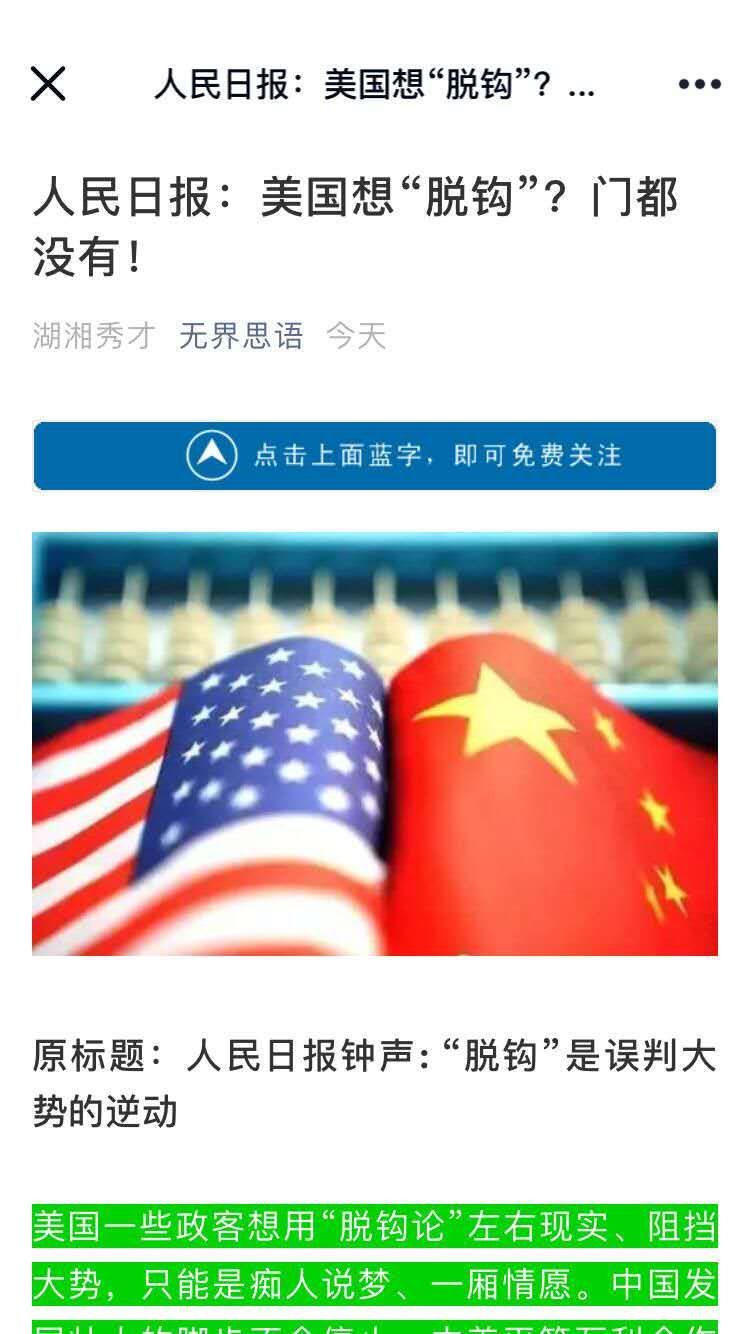 人民日报：美国想“脱钩”？...
人民日报：美国想“脱钩”？门都
没有！
湖湘秀才 无界思语 今天
点击上面蓝字，即可免费关注
原标题：人民日报钟声：“脱钩”是误判大
势的逆动
美国一些政客想用“脱钩论”左右现实、阻挡
大势，只能是痴人说梦、一厢情愿。中国发